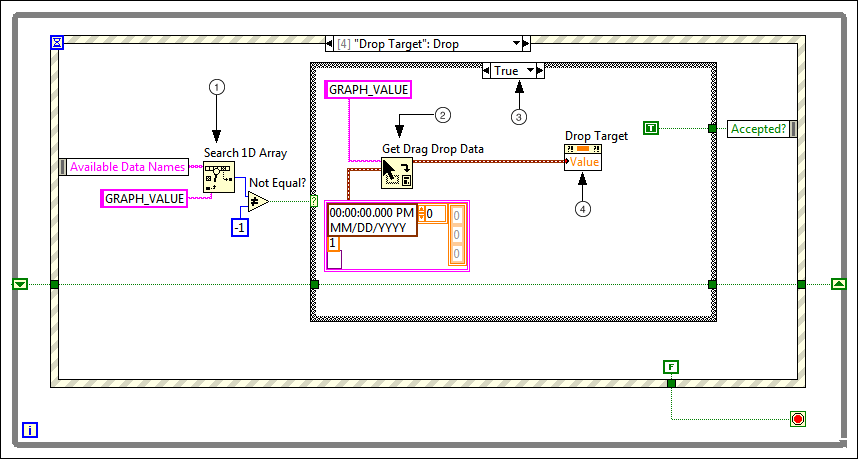 [4] "Drop Target": Drop
True
GRAPH_VALUE
1
2
3
T
Accepted?
Drop Target
Get Drag Drop Data
Search 1D Array
Available Data Names
Value
Not Equal?
GRAPH_VALUE
?
4
-1
00:00:00.000 PM
MM/DD/YYYY
0
0
0
0
1
F
i